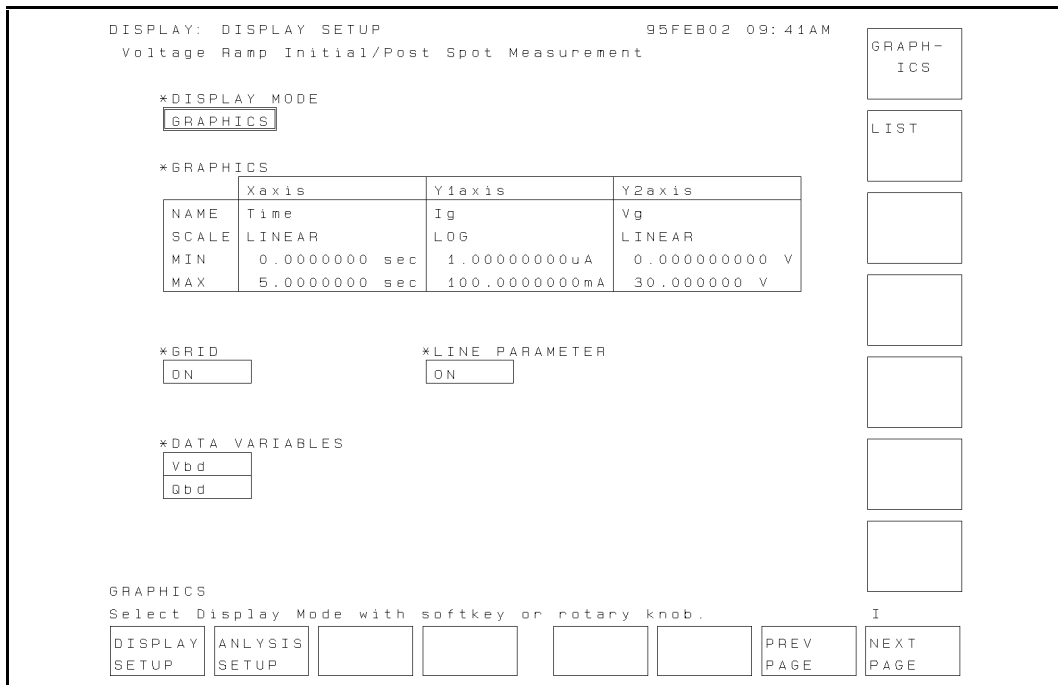 DISPLAY: DISPLAY SETUP 95FEB02 09:41AM
Voltage Ramp Initial/Post Spot Measurement
GRAPH-
ICS
*DISPLAY MODE
GRAPHICS
LIST
*GRAPHICS
Xaxis Y1axis Y2axis
NAME Time Ig Vg
SCALE LINEAR LOG LINEAR
MIN 0.0000000 sec 1.00000000uA 0.000000000 V
MAX 5.0000000 sec 100.0000000mA 30.000000 V
*GRID *LINE PARAMETER
ON ON
*DATA VARIABLES
Vbd
Qbd
GRAPHICS
Select Display Mode with softkey or rotary knob. I
DISPLAY ANLYSIS PREV NEXT
SETUP SETUP PAGE PAGE